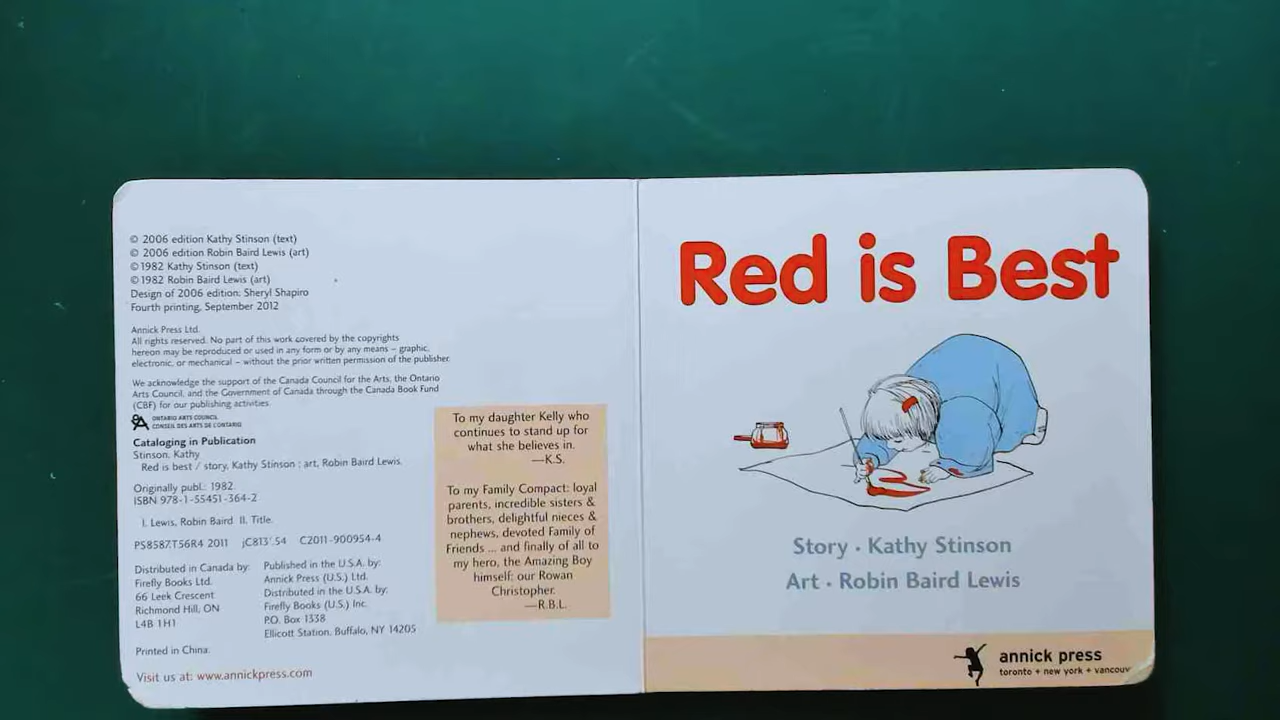 © 2006 edition Kathy Stinson (text)
© 2006 edition Robin Baird Lewis (art)
© 1982 Kathy Stinson (text)
© 1982 Robin Baird Lewis (art)
Design of 2006 edition: Sheryl Shapiro
Fourth printing, September 2012
Annick Press Ltd.
All rights reserved. No part of this work covered by the copyrights
hereon may be reproduced or used in any form or by any means – graphic,
electronic, or mechanical – without the prior written permission of the publisher.
We acknowledge the support of the Canada Council for the Arts, the Ontario
Arts Council, and the Government of Canada through the Canada Book Fund
(CBF) for our publishing activities.
ONTARIO ARTS COUNCIL
CONSEIL DES ARTS DE L'ONTARIO
Cataloging in Publication
Stinson, Kathy
Red is best / story, Kathy Stinson ; art, Robin Baird Lewis.
Originally publ.: 1982.
ISBN 978-1-55451-364-2
I. Lewis, Robin Baird II. Title.
PS8587.T56R4 2011 jC813'.54 C2011-900954-4
Distributed in Canada by:
Firefly Books Ltd.
66 Leek Crescent
Richmond Hill, ON
L4B 1H1
Published in the U.S.A. by:
Annick Press (U.S.) Ltd.
Distributed in the U.S.A. by:
Firefly Books (U.S.) Inc.
P.O. Box 1338
Ellicott Station, Buffalo, NY 14205
Printed in China.
Visit us at: www.annickpress.com
To my daughter Kelly who
continues to stand up for
what she believes in.
—K.S.
To my Family Compact: loyal
parents, incredible sisters &
brothers, delightful nieces &
nephews, devoted Family of
Friends ... and finally of all to
my hero, the Amazing Boy
himself: our Rowan
Christopher.
—R.B.L.
Red is Best
Story • Kathy Stinson
Art • Robin Baird Lewis
annick press
toronto + new york + vancouv